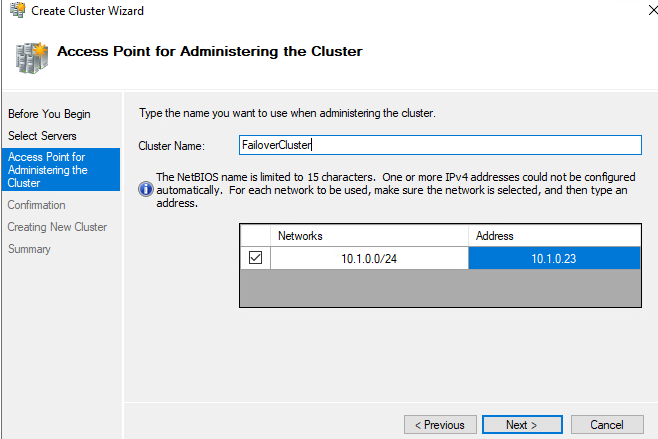 Create Cluster Wizard
Access Point for Administering the Cluster
Before You Begin
Select Servers
Access Point for
Administering the
Cluster
Confirmation
Creating New Cluster
Summary
Type the name you want to use when administering the cluster.
Cluster Name: FailoverCluster
The NetBIOS name is limited to 15 characters. One or more IPv4 addresses could not be configured
automatically. For each network to be used, make sure the network is selected, and then type an
address.
Networks Address
10.1.0.0/24 10.1.0.23
< Previous Next > Cancel